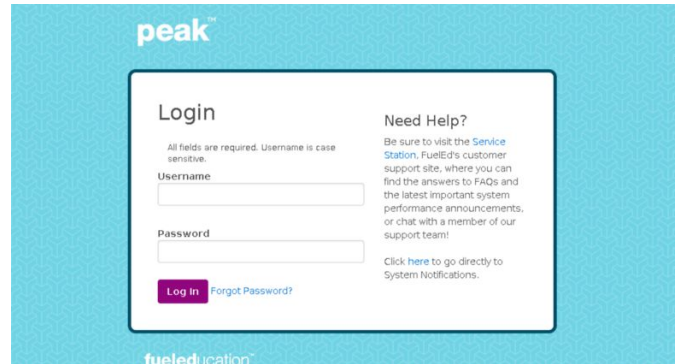 peak™
Login
All fields are required. Username is case
sensitive.
Username
Password
Log In Forgot Password?
Need Help?
Be sure to visit the Service
Station, FuelEd's customer
support site, where you can
find the answers to FAQs and
the latest important system
performance announcements,
or chat with a member of our
support team!
Click here to go directly to
System Notifications.
fueleducation™